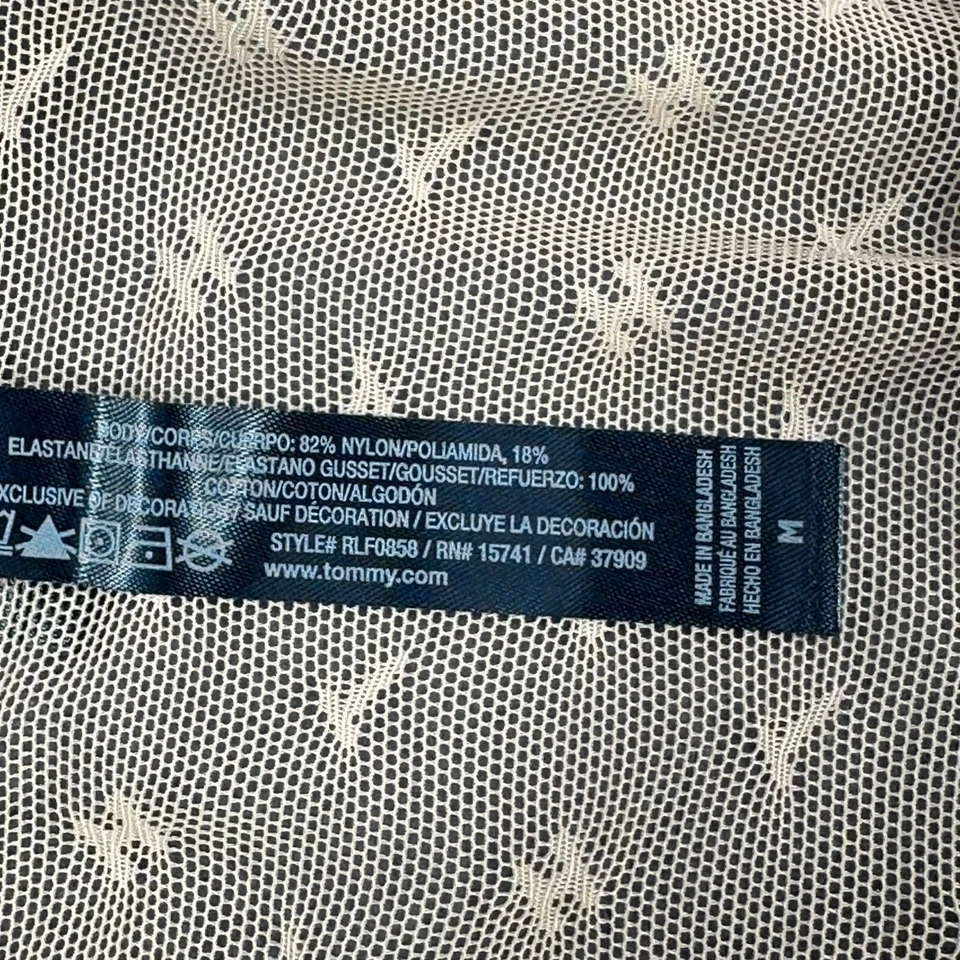 BODY/CORPS/CUERPO: 82% NYLON/POLIAMIDA, 18%
ELASTANE/ELASTHANNE/ELASTANO GUSSET/GOUSSET/REFUERZO: 100%
COTTON/COTON/ALGODÓN
XCLUSIVE OF DECORATION / SAUF DÉCORATION / EXCLUYE LA DECORACIÓN
STYLE# RLF0858 / RN# 15741 / CA# 37909
www.tommy.com
MADE IN BANGLADESH
FABRIQUÉ AU BANGLADESH
HECHO EN BANGLADESH
M